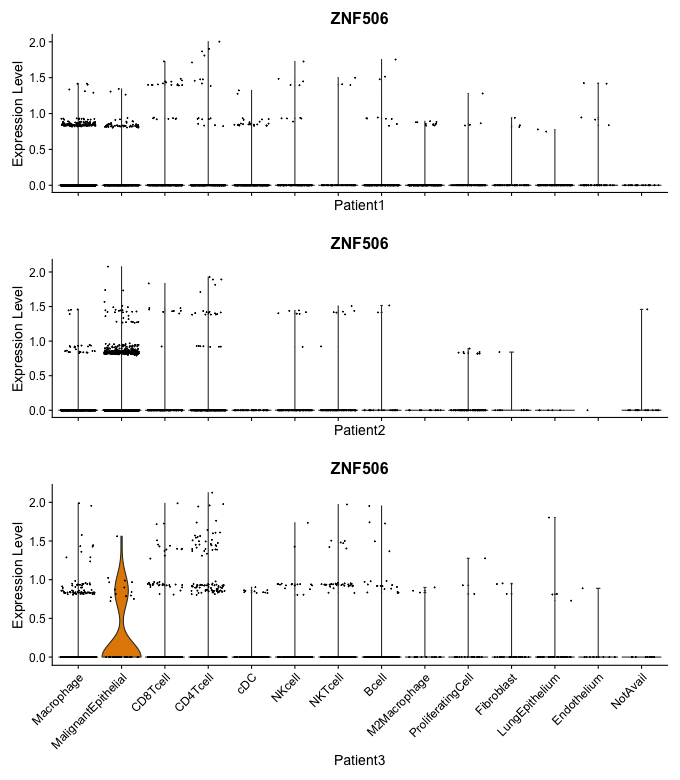 ZNF506
Expression Level
2.0
1.5
1.0
0.5
0.0
Patient1
ZNF506
Expression Level
2.0
1.5
1.0
0.5
0.0
Patient2
ZNF506
Expression Level
2.0
1.5
1.0
0.5
0.0
Macrophage
MalignantEpithelial
CD8Tcell
CD4Tcell
cDC
NKcell
NKTcell
Bcell
M2Macrophage
ProliferatingCell
Fibroblast
LungEpithelium
Endothelium
NotAvail
Patient3